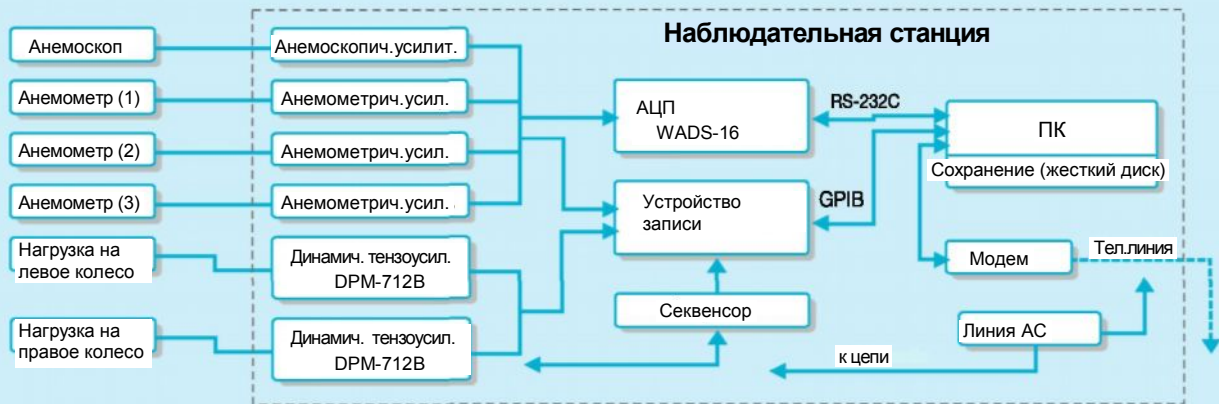 Наблюдательная станция
Анемоскоп
Анемоскопич.усилит.
Анемометр (1)
Анемометрич.усил.
Анемометр (2)
Анемометрич.усил.
Анемометр (3)
Анемометрич.усил.
Нагрузка на
левое колесо
Динамич. тензоусил.
DPM-712B
Нагрузка на
правое колесо
Динамич. тензоусил.
DPM-712B
АЦП
WADS-16
RS-232C
ПК
Сохранение (жесткий диск)
Устройство
записи
GPIB
Модем
Тел.линия
Секвенсор
Линия АС
к цепи